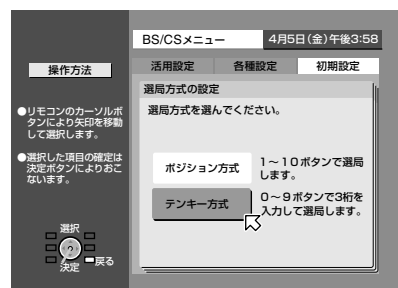 BS/CSメニュー
4月5日(金)午後3:58
操作方法
活用設定
各種設定
初期設定
選局方式の設定
●リモコンのカーソルボ
タンにより矢印を移動
して選択します。
選局方式を選んでください。
●選択した項目の確定は
決定ボタンによりおこ
ないます。
ポジション方式
1〜10ボタンで選局
します。
テンキー方式
0〜9ボタンで3桁を
入力して選局します。
選択
決定
戻る